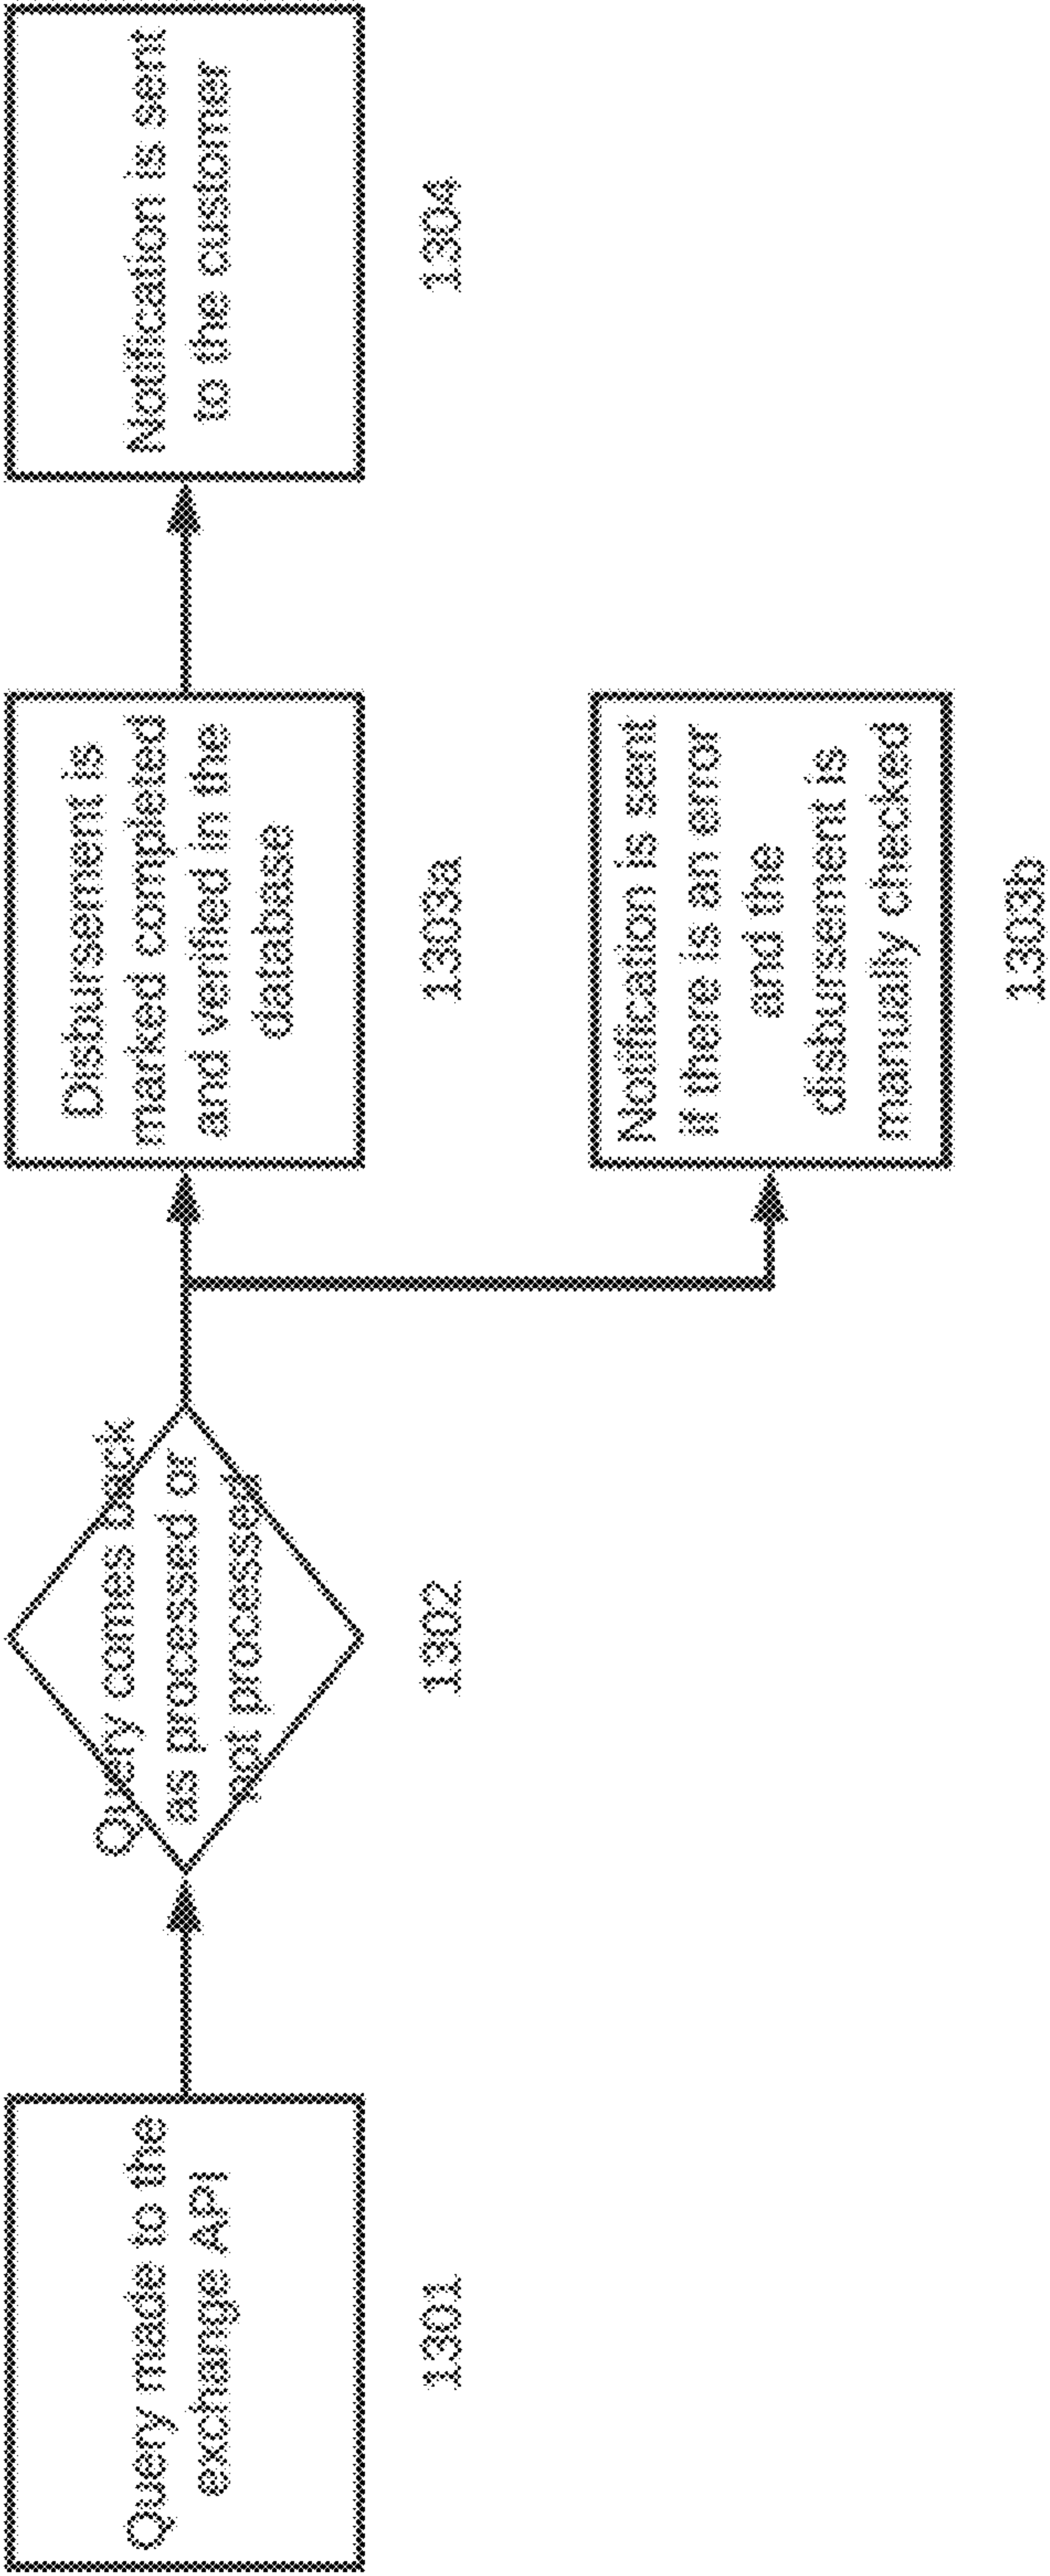 Query made to the
exchange API
1301
Query comes back
as processed or
not processed
1302
Disbursement is
marked completed
and verified in the
database
1303a
Notification is sent
if there is an error
and the
disbursement is
manually checked
1303b
Notification is sent
to the customer
1304